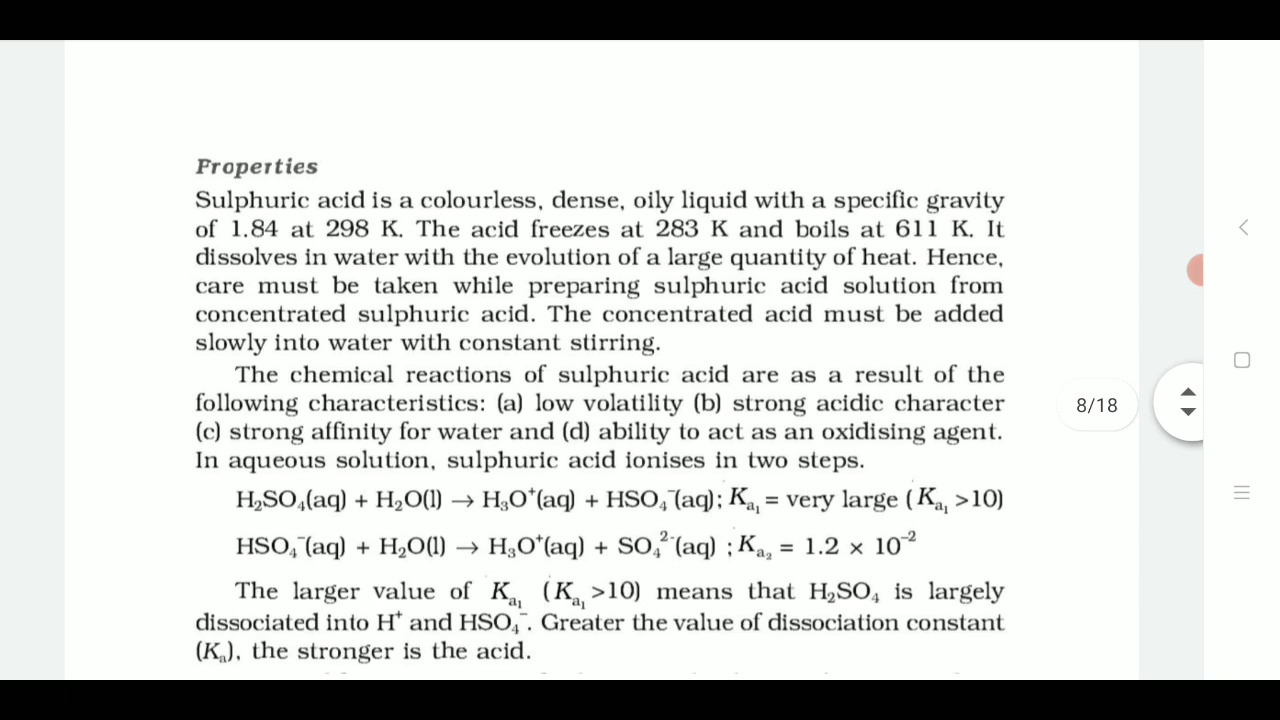 Properties
Sulphuric acid is a colourless, dense, oily liquid with a specific gravity
of 1.84 at 298 K. The acid freezes at 283 K and boils at 611 K. It
dissolves in water with the evolution of a large quantity of heat. Hence,
care must be taken while preparing sulphuric acid solution from
concentrated sulphuric acid. The concentrated acid must be added
slowly into water with constant stirring.
The chemical reactions of sulphuric acid are as a result of the
following characteristics: (a) low volatility (b) strong acidic character
(c) strong affinity for water and (d) ability to act as an oxidising agent.
In aqueous solution, sulphuric acid ionises in two steps.
H₂SO₄(aq) + H₂O(l) → H₃O⁺(aq) + HSO₄⁻(aq); Kₐ₁ = very large (Kₐ₁ >10)
HSO₄⁻(aq) + H₂O(l) → H₃O⁺(aq) + SO₄²⁻(aq) ; Kₐ₂ = 1.2 × 10⁻²
The larger value of Kₐ₁ (Kₐ₁ >10) means that H₂SO₄ is largely
dissociated into H⁺ and HSO₄⁻. Greater the value of dissociation constant
(Kₐ), the stronger is the acid.
8/18